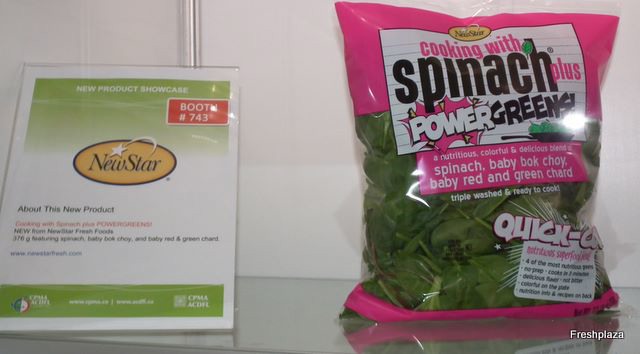 NEW PRODUCT SHOWCASE
BOOTH
# 743
NewStar
About This New Product
Cooking with Spinach plus POWERGREENS!
NEW from NewStar Fresh Foods
376 g featuring spinach, baby bok choy, and baby red & green chard.
www.newstarfresh.com
CPMA
ACDFL
www.cpma.ca | www.acdfl.ca
CPMA
ACDFL
NewStar
cooking with
spinach plus
POWER GREENS!
a nutritious, colorful & delicious blend of
spinach, baby bok choy,
baby red and green chard
triple washed & ready to cook!
QUICK-C
nutritious superfood
· 4 of the most nutritious greens
· no prep - cooks in 3 minutes
· delicious flavor - not bitter
· colorful on the plate
· nutrition info & recipes on back
Freshplaza